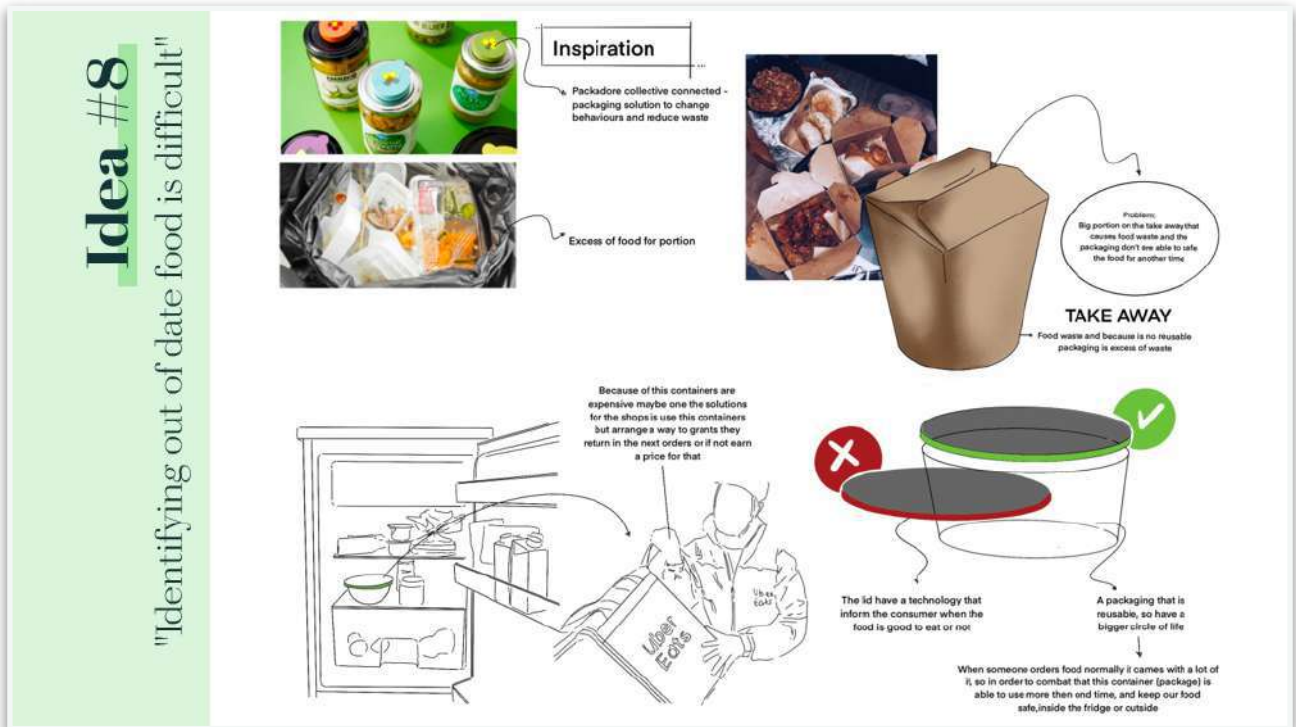 Idea #8
"Identifying out of date food is difficult"
Inspiration
Packadore collective connected -
packaging solution to change
behaviours and reduce waste
Excess of food for portion
Problem:
Big portion on the take away that
causes food waste and the
packaging don't are able to safe
the food for another time
TAKE AWAY
Food waste and because is no reusable
packaging is excess of waste
Because of this containers are
expensive maybe one the solutions
for the shops is use this containers
but arrange a way to grants they
return in the next orders or if not earn
a price for that
Uber
Eats
Uber
Eats
The lid have a technology that
inform the consumer when the
food is good to eat or not
A packaging that is
reusable, so have a
bigger circle of life
When someone orders food normally it cames with a lot of
it, so in order to combat that this container (package) is
able to use more then ond time, and keep our food
safe,inside the fridge or outside